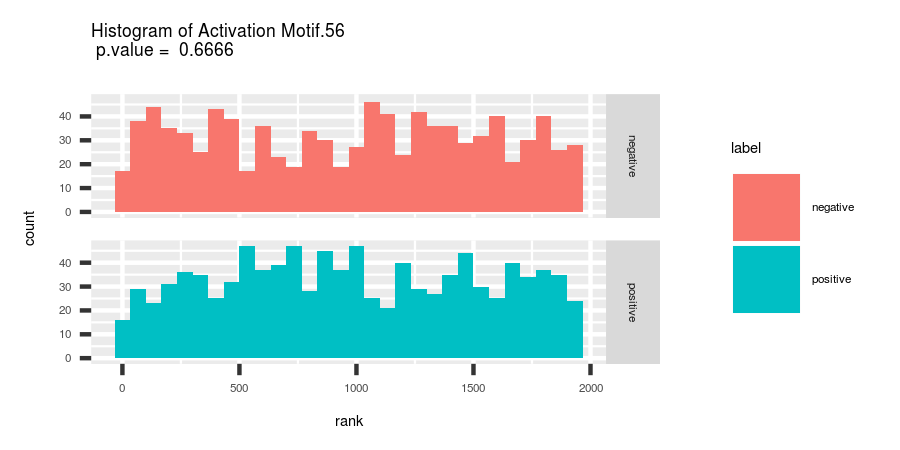 Histogram of Activation Motif.56
p.value = 0.6666
count
40
30
20
10
0
negative
40
30
20
10
0
positive
0 500 1000 1500 2000
rank
label
negative
positive